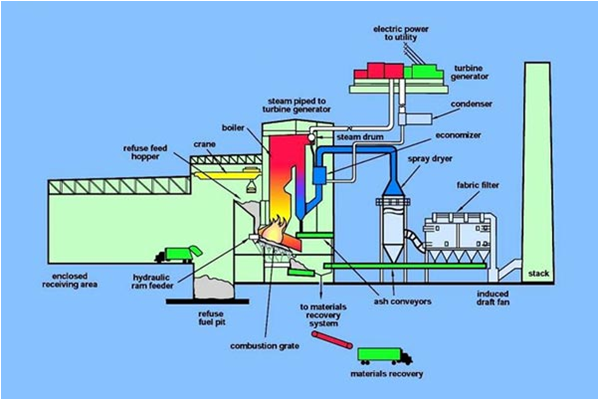 electric power
to utility
turbine
generator
steam piped to
turbine generator
condenser
boiler
steam drum
economizer
crane
refuse feed
hopper
spray dryer
fabric filter
enclosed
receiving area
hydraulic
ram feeder
refuse
fuel pit
combustion grate
to materials
recovery
system
ash conveyors
induced
draft fan
stack
materials recovery